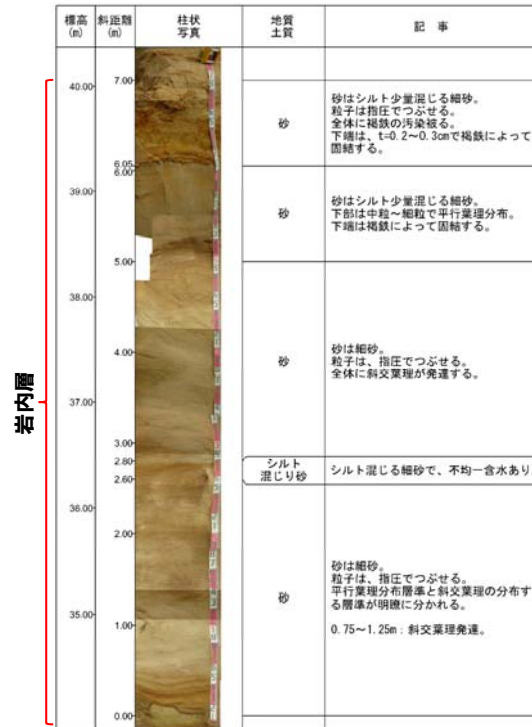 標高
(m)
斜距離
(m)
柱状
写真
地質
土質
記 事
岩内層
40.00
39.00
38.00
37.00
36.00
35.00
7.00
6.05
6.00
5.00
4.00
3.00
2.80
2.60
2.00
1.00
0.00
砂
砂はシルト少量混じる細砂。
粒子は指圧でつぶせる。
全体に褐鉄の汚染被る。
下端は、t=0.2～0.3cmで褐鉄によって
固結する。
砂
砂はシルト少量混じる細砂。
下部は中粒～細粒で平行葉理分布。
下端は褐鉄によって固結する。
砂
砂は細砂。
粒子は、指圧でつぶせる。
全体に斜交葉理が発達する。
シルト
混じり砂
シルト混じる細砂で、不均一含水あり
砂
砂は細砂。
粒子は、指圧でつぶせる。
平行葉理分布層準と斜交葉理の分布す
る層準が明瞭に分かれる。
0.75～1.25m：斜交葉理発達。